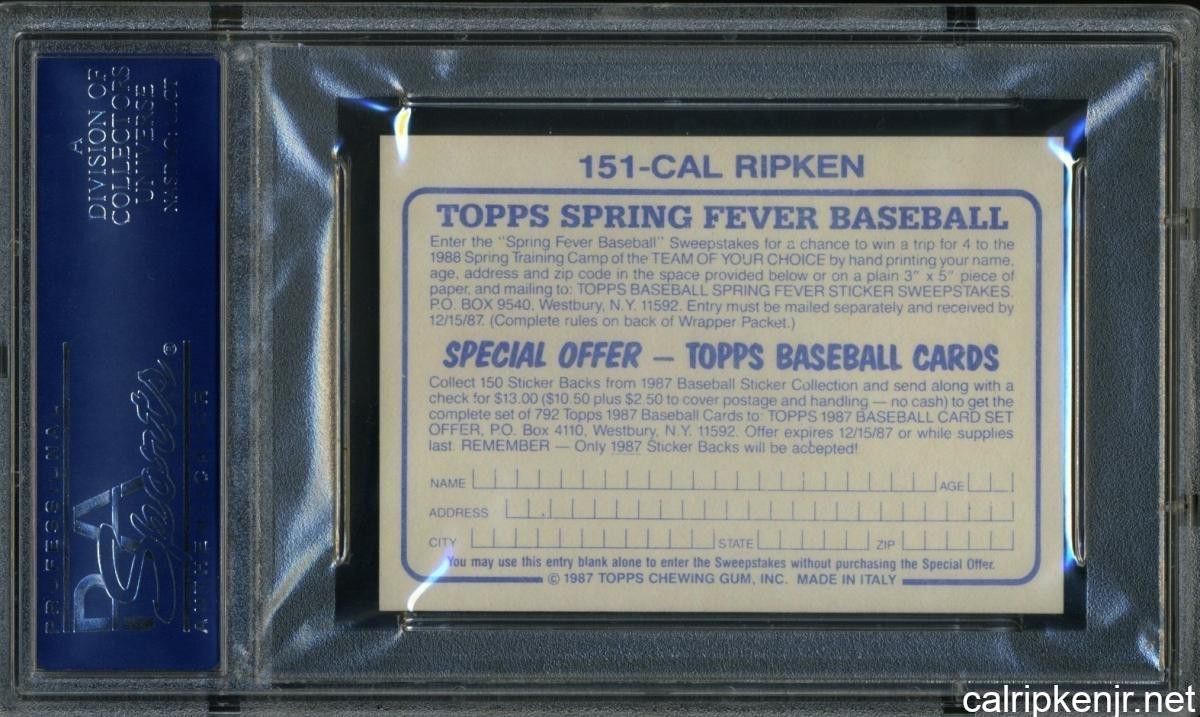 A
DIVISION OF
COLLECTORS
UNIVERSE
PSA
Sports®
151-CAL RIPKEN
TOPPS SPRING FEVER BASEBALL
Enter the "Spring Fever Baseball" Sweepstakes for a chance to win a trip for 4 to the
1988 Spring Training Camp of the TEAM OF YOUR CHOICE by hand printing your name,
age, address and zip code in the space provided below or on a plain 3" x 5" piece of
paper, and mailing to: TOPPS BASEBALL SPRING FEVER STICKER SWEEPSTAKES.
P.O. BOX 9540, Westbury, N.Y. 11592. Entry must be mailed separately and received by
12/15/87. (Complete rules on back of Wrapper Packet.)
SPECIAL OFFER — TOPPS BASEBALL CARDS
Collect 150 Sticker Backs from 1987 Baseball Sticker Collection and send along with a
check for $13.00 ($10.50 plus $2.50 to cover postage and handling — no cash) to get the
complete set of 792 Topps 1987 Baseball Cards to: TOPPS 1987 BASEBALL CARD SET
OFFER, P.O. Box 4110, Westbury, N.Y. 11592. Offer expires 12/15/87 or while supplies
last. REMEMBER — Only 1987 Sticker Backs will be accepted!
NAME AGE
ADDRESS
CITY STATE ZIP
You may use this entry blank alone to enter the Sweepstakes without purchasing the Special Offer.
© 1987 TOPPS CHEWING GUM, INC. MADE IN ITALY
calripkenjr.net